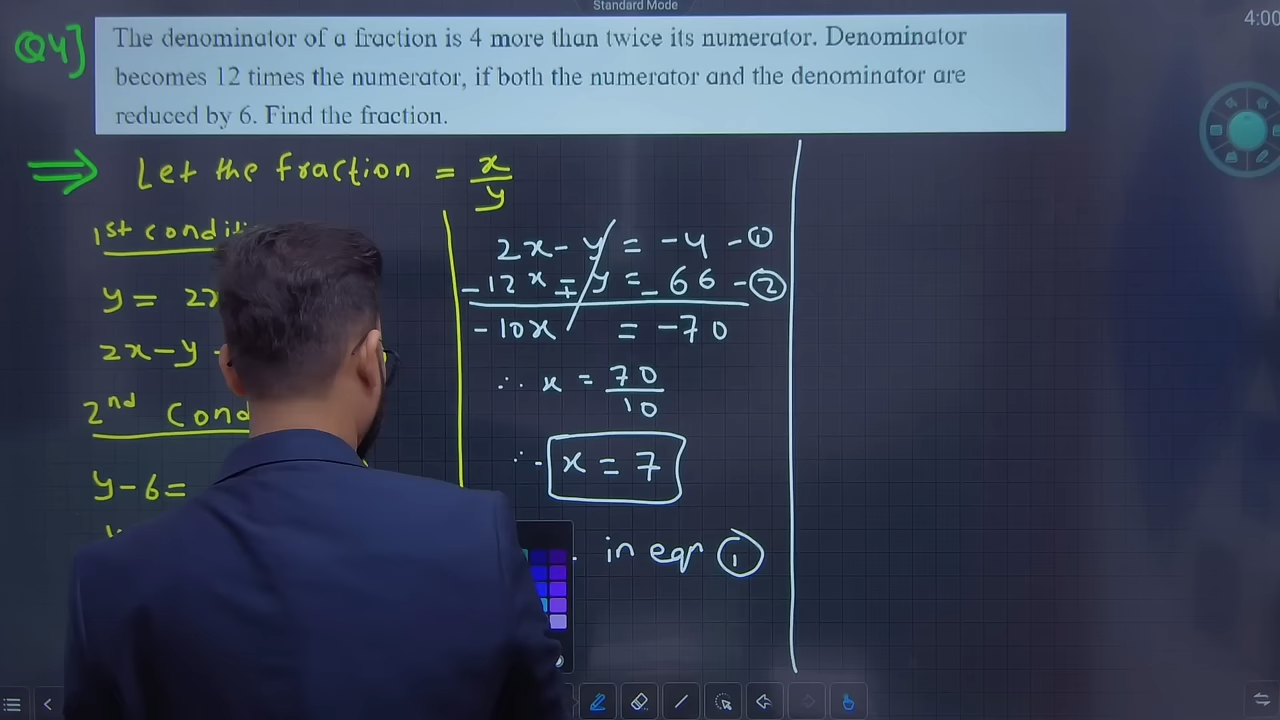 Standard Mode
4:00
Q4]
The denominator of a fraction is 4 more than twice its numerator. Denominator
becomes 12 times the numerator, if both the numerator and the denominator are
reduced by 6. Find the fraction.
⇒ Let the fraction = x/y
1st condi
y = 2x
2x-y
2nd Cond
y-6=
2x - y = -4 -①
-12x ∓ y = -66 -②
-10x = -70
∴ x = 70/10
∴ x = 7
in eqn ①